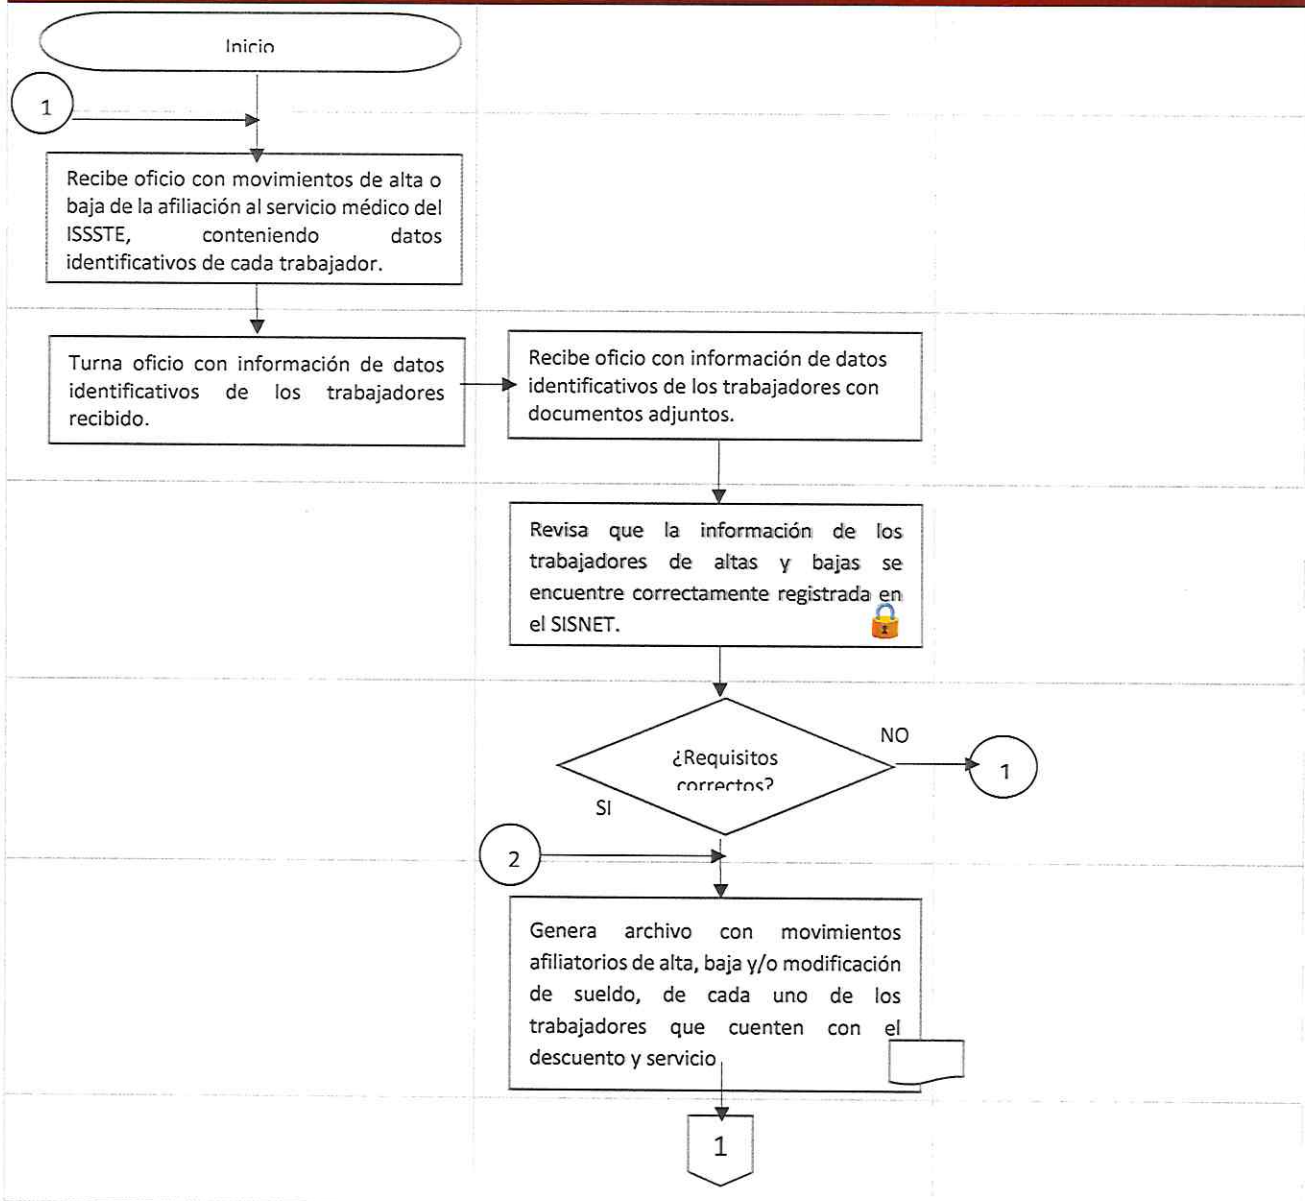 Inicio
1
Recibe oficio con movimientos de alta o
baja de la afiliación al servicio médico del
ISSSTE, conteniendo datos
identificativos de cada trabajador.
Turna oficio con información de datos
identificativos de los trabajadores
recibido.
Recibe oficio con información de datos
identificativos de los trabajadores con
documentos adjuntos.
Revisa que la información de los
trabajadores de altas y bajas se
encuentre correctamente registrada en
el SISNET.
¿Requisitos
correctos?
NO
1
SI
2
Genera archivo con movimientos
afiliatorios de alta, baja y/o modificación
de sueldo, de cada uno de los
trabajadores que cuenten con el
descuento y servicio
1